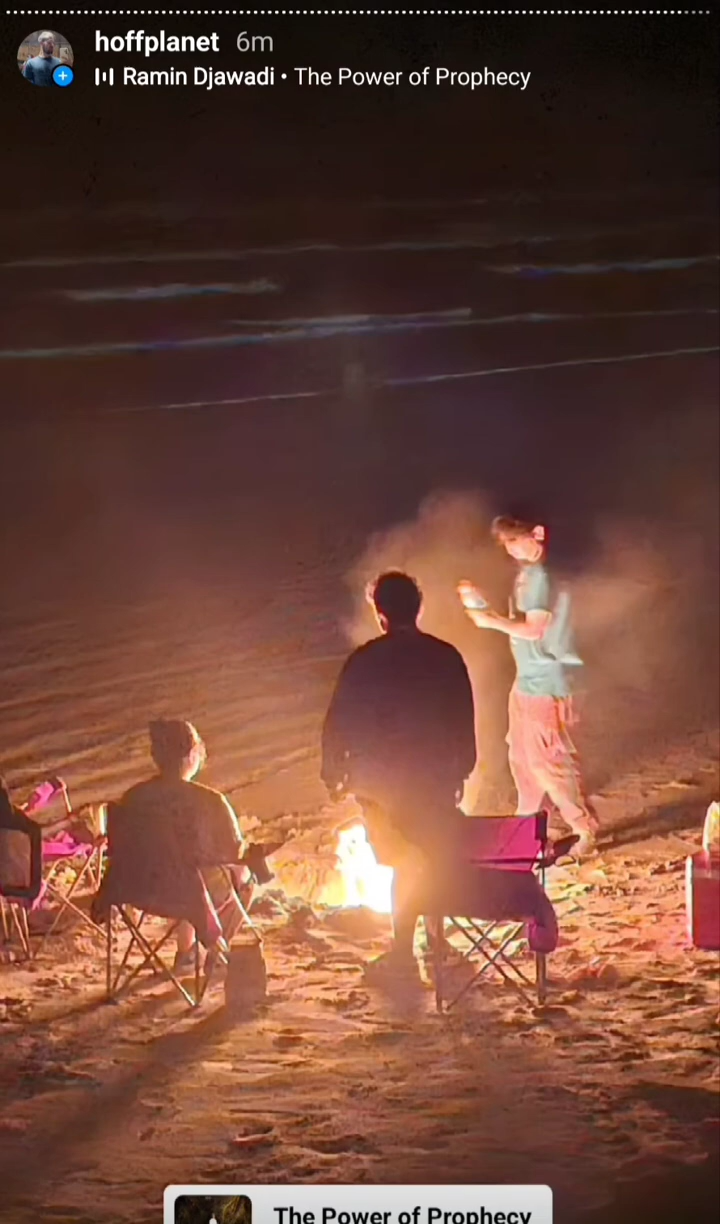 hoffplanet 6m
Ramin Djawadi • The Power of Prophecy
The Power of Prophecy